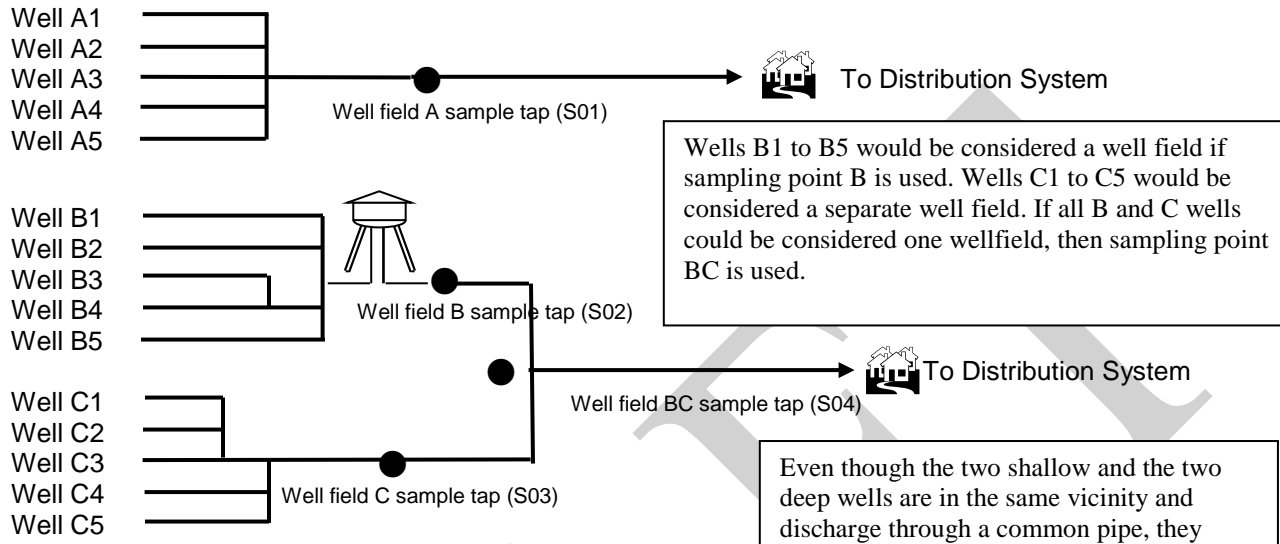 Well A1
Well A2
Well A3
Well A4
Well A5
Well field A sample tap (S01)
To Distribution System
Wells B1 to B5 would be considered a well field if
sampling point B is used. Wells C1 to C5 would be
considered a separate well field. If all B and C wells
could be considered one wellfield, then sampling point
BC is used.
Well B1
Well B2
Well B3
Well B4
Well B5
Well field B sample tap (S02)
To Distribution System
Well field BC sample tap (S04)
Well C1
Well C2
Well C3
Well C4
Well C5
Well field C sample tap (S03)
Even though the two shallow and the two
deep wells are in the same vicinity and
discharge through a common pipe, they